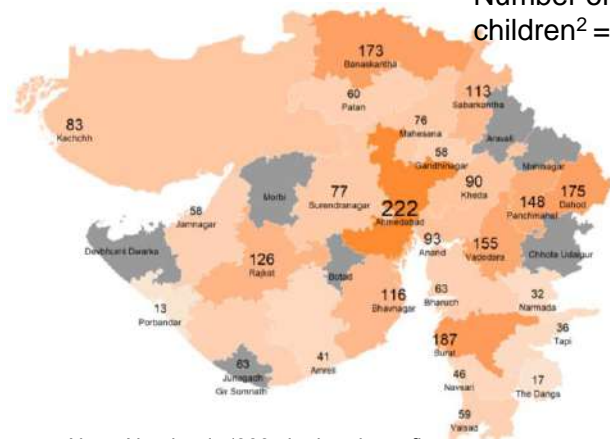 Number of
children² =
173
Banaskantha
60
Patan
113
Sabarkantha
83
Kachchh
76
Mahesana
Aravali
58
Gandhinagar
Mahisagar
90
Kheda
77
Surendranagar
Morbi
222
Ahmedabad
148
Panchmahal
175
Dahod
58
Jamnagar
93
Anand
155
Vadodara
Devbhumi Dwarka
126
Rajkot
Botad
Chhota Udaipur
116
Bhavnagar
63
Bharuch
32
Narmada
13
Porbandar
36
Tapi
187
Surat
63
Junagadh
Gir Somnath
41
Amreli
46
Navsari
17
The Dangs
59
Valsad